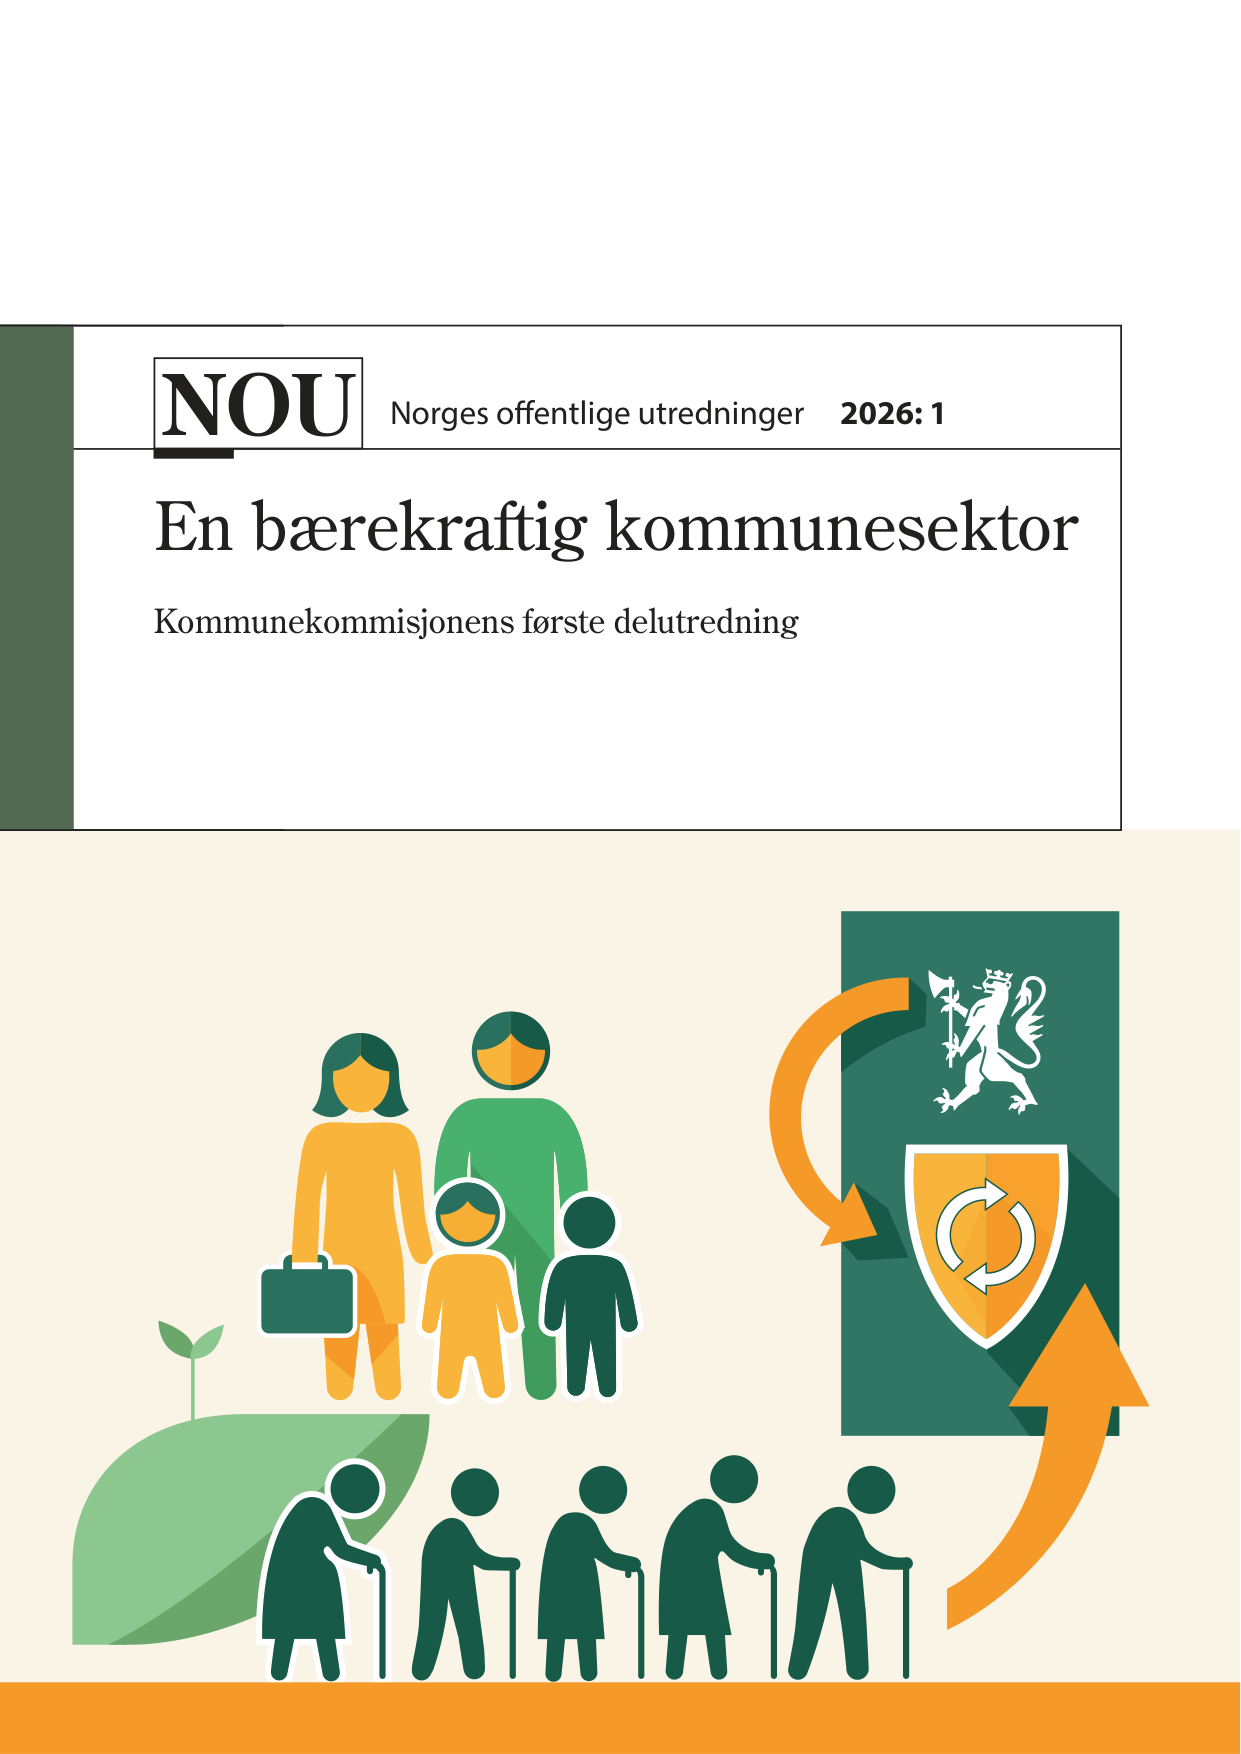 NOU
Norges offentlige utredninger 2026: 1
En bærekraftig kommunesektor
Kommunekommisjonens første delutredning